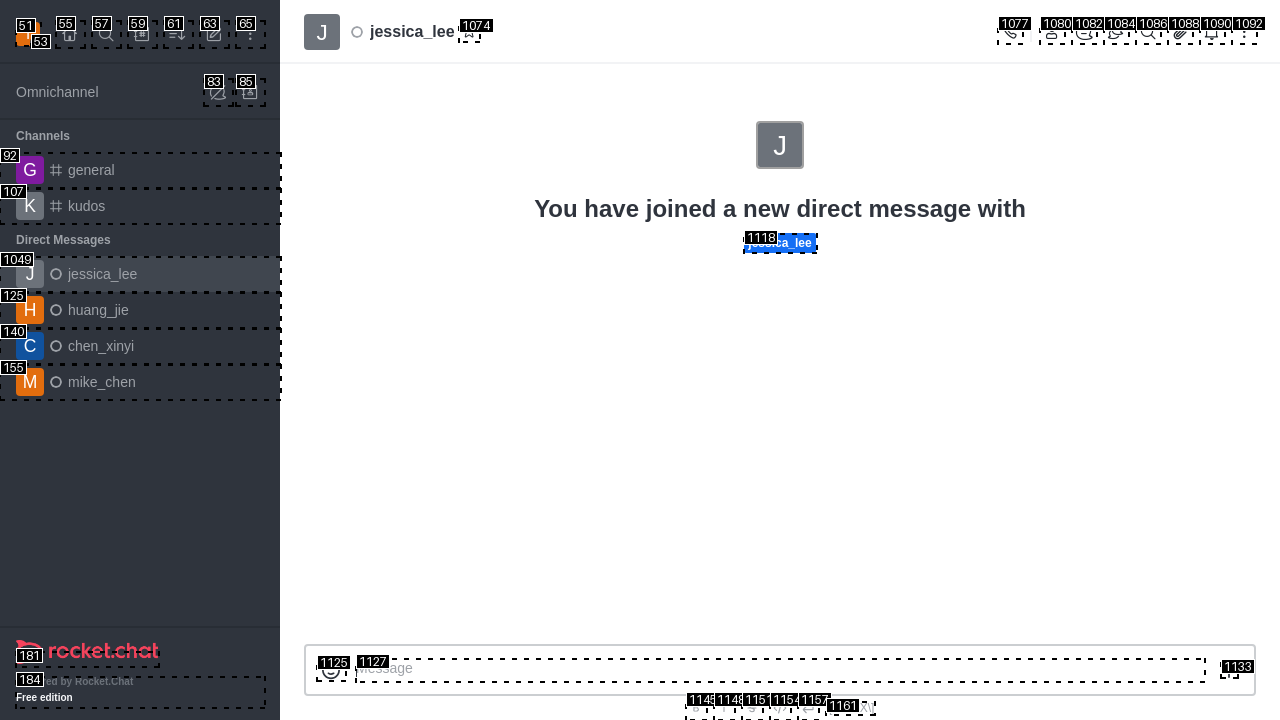 51
53
55
57
59
61
63
65
J
jessica_lee
1074
1077
1080
1082
1084
1086
1088
1090
1092
Omnichannel
83
85
Channels
92
G
general
107
K
kudos
Direct Messages
1049
J
jessica_lee
125
H
huang_jie
140
C
chen_xinyi
155
M
mike_chen
J
You have joined a new direct message with
1118
jessica_lee
181
rocket.chat
184
by Rocket.Chat
Free edition
1125
1127
Message
1133
1145
1148
1151
1154
1157
1161